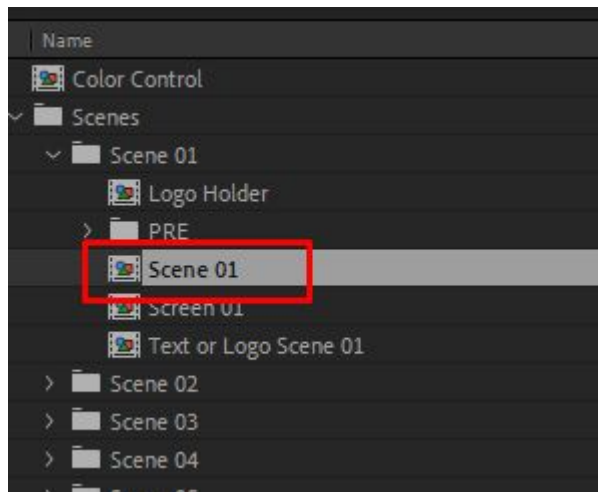 Name
Color Control
Scenes
Scene 01
Logo Holder
PRE
Scene 01
Screen 01
Text or Logo Scene 01
Scene 02
Scene 03
Scene 04